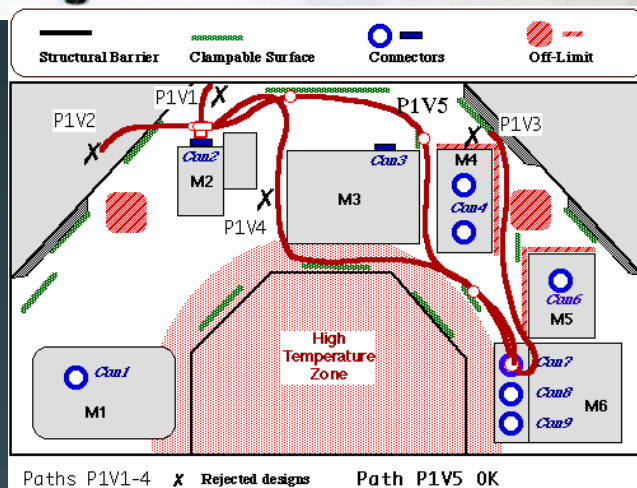 Structural Barrier
Clampable Surface
Connectors
Off-Limit
P1V1
P1V2
P1V5
P1V3
Con2
M2
Con3
M4
M3
Con4
P1V4
Con6
M5
High
Temperature
Zone
Con1
M1
Con7
Con8
M6
Con9
Paths P1V1-4 X Rejected designs Path P1V5 OK